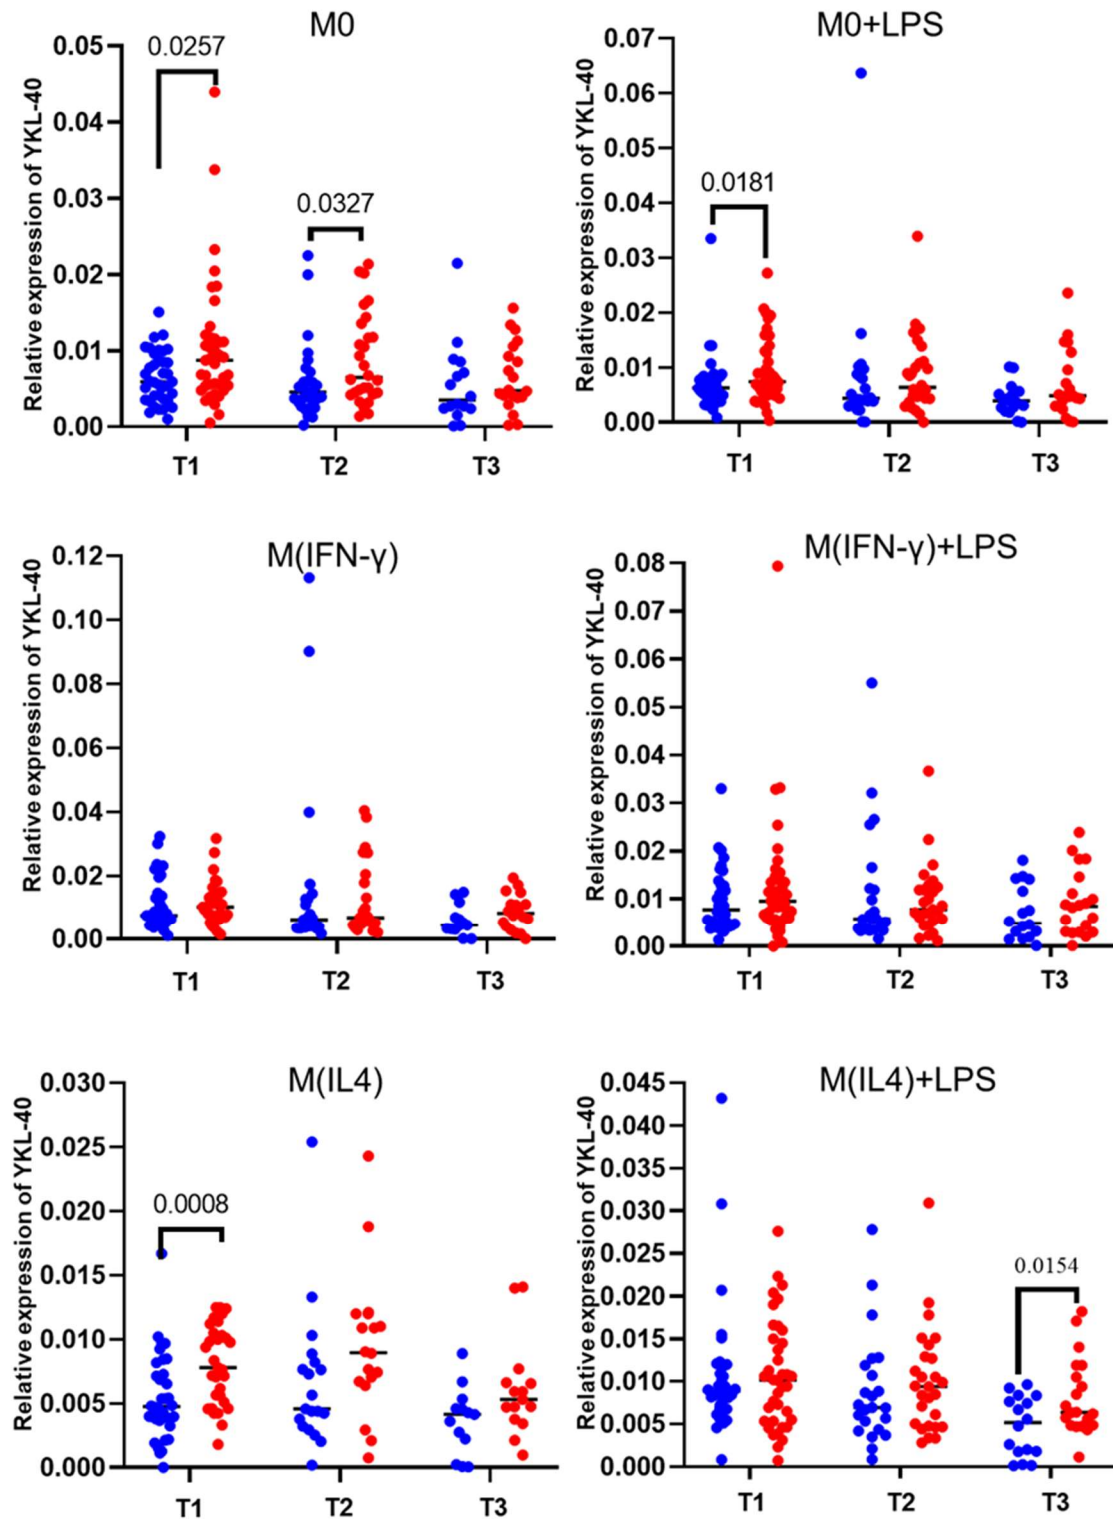 M0
Relative expression of YKL-40
0.05
0.04
0.03
0.02
0.01
0.00
0.0257
0.0327
T1
T2
T3
M0+LPS
Relative expression of YKL-40
0.07
0.06
0.05
0.04
0.03
0.02
0.01
0.00
0.0181
T1
T2
T3
M(IFN-γ)
Relative expression of YKL-40
0.12
0.10
0.08
0.06
0.04
0.02
0.00
T1
T2
T3
M(IFN-γ)+LPS
Relative expression of YKL-40
0.08
0.07
0.06
0.05
0.04
0.03
0.02
0.01
0.00
T1
T2
T3
M(IL4)
Relative expression of YKL-40
0.030
0.025
0.020
0.015
0.010
0.005
0.000
0.0008
T1
T2
T3
M(IL4)+LPS
Relative expression of YKL-40
0.045
0.040
0.035
0.030
0.025
0.020
0.015
0.010
0.005
0.000
0.0154
T1
T2
T3